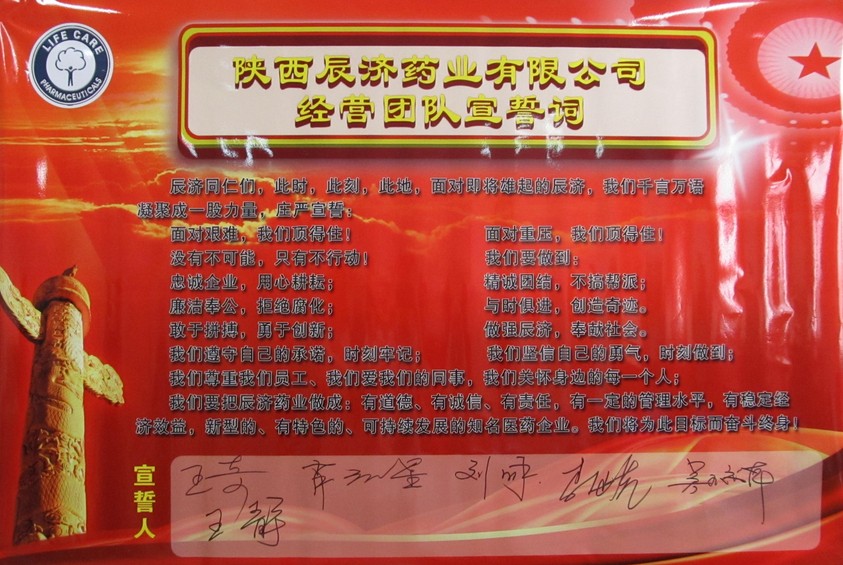 LIFE CARE
PHARMACEUTICALS
陕西辰济药业有限公司
经营团队宣誓词
辰济同仁们，此时，此刻，此地，面对即将雄起的辰济，我们千言万语
凝聚成一股力量，庄严宣誓：
面对艰难，我们顶得住！ 面对重压，我们顶得住！
没有不可能，只有不行动！ 我们要做到：
忠诚企业，用心耕耘； 精诚团结，不搞帮派；
廉洁奉公，拒绝腐化； 与时俱进，创造奇迹。
敢于拼搏，勇于创新； 做强辰济，奉献社会。
我们遵守自己的承诺，时刻牢记； 我们坚信自己的勇气，时刻做到；
我们尊重我们员工、我们爱我们的同事，我们关怀身边的每一个人；
我们要把辰济药业做成：有道德、有诚信、有责任，有一定的管理水平，有稳定经
济效益，新型的、有特色的、可持续发展的知名医药企业。我们将为此目标而奋斗终身！
宣誓人
王奇
王静